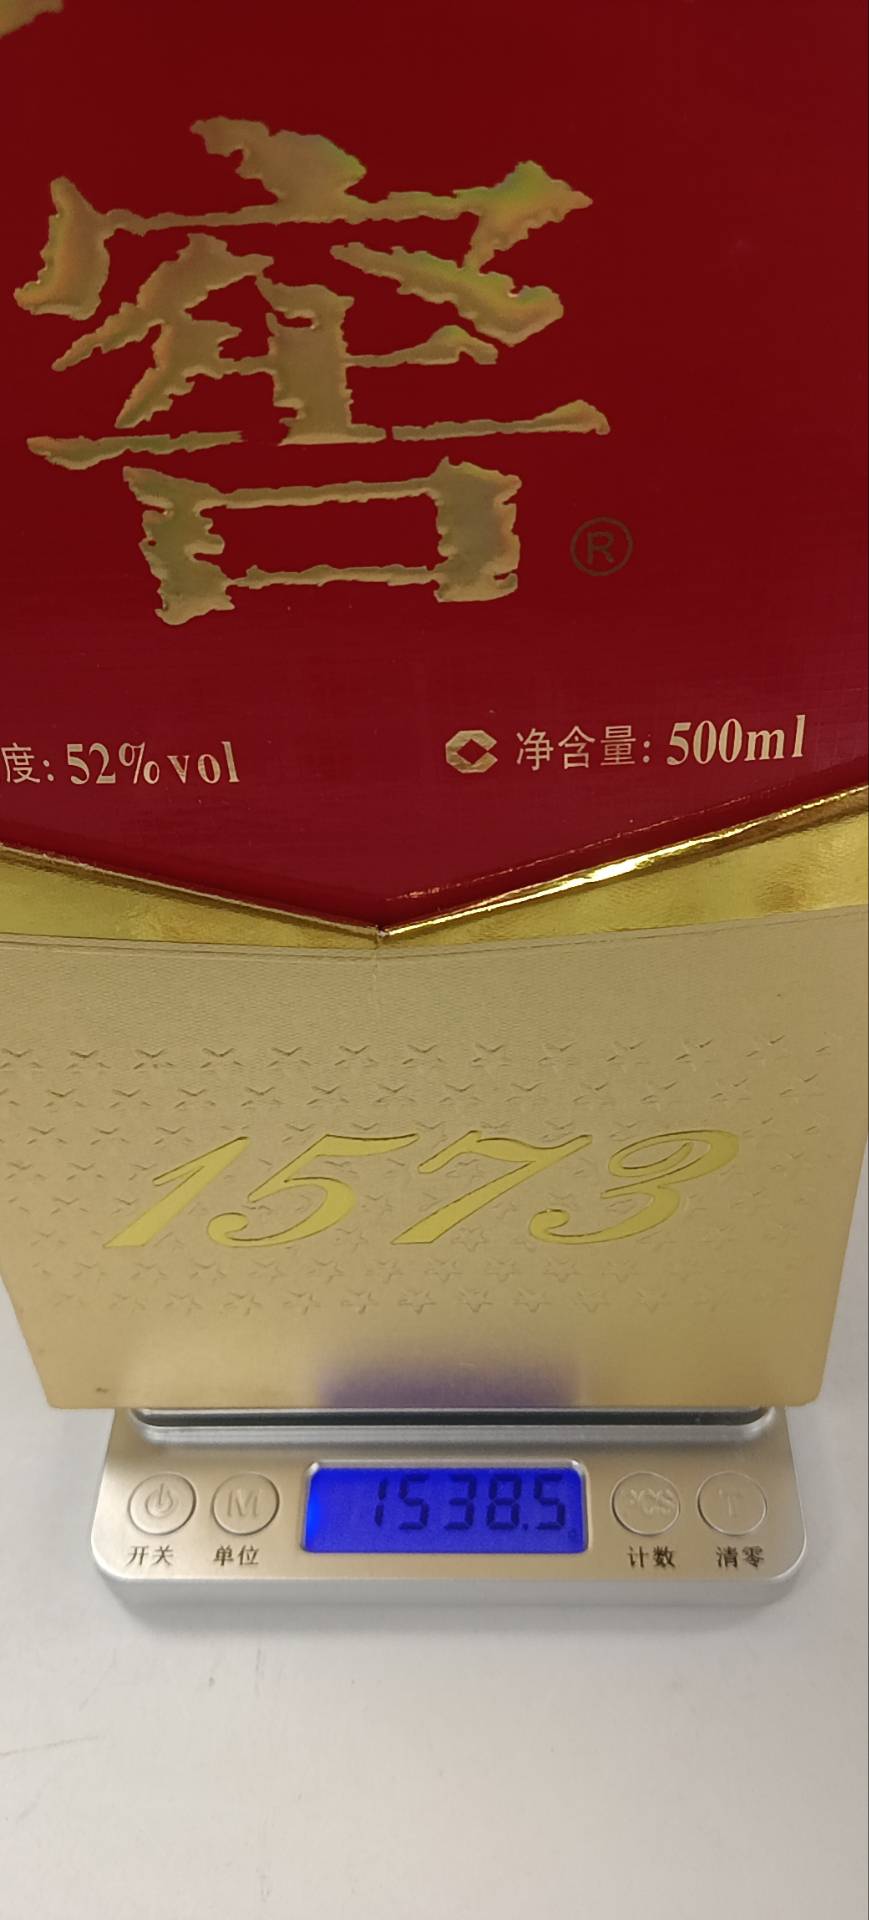 窖
®
度: 52%vol
净含量: 500ml
1573
1538.5
M PCS T
开关 单位 计数 清零